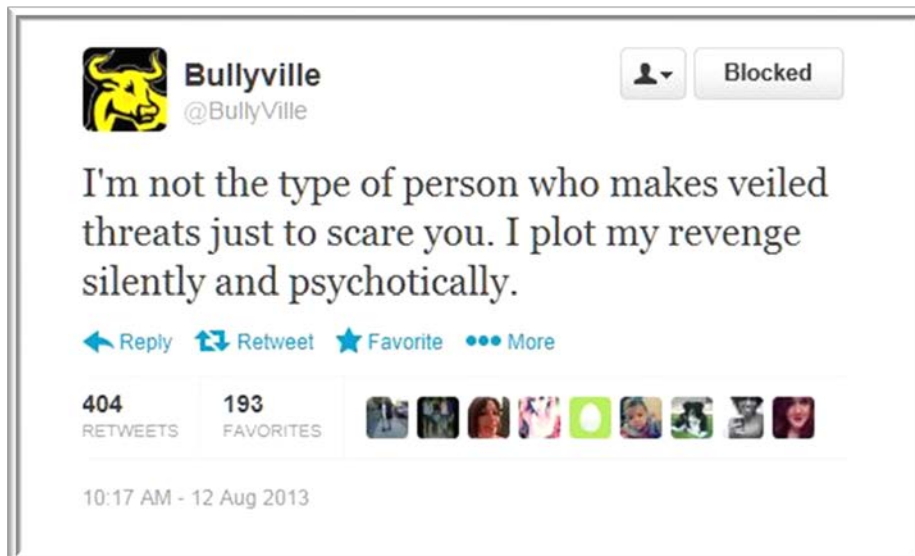 Bullyville
@BullyVille
Blocked
I'm not the type of person who makes veiled
threats just to scare you. I plot my revenge
silently and psychotically.
Reply Retweet Favorite More
404 193
RETWEETS FAVORITES
10:17 AM - 12 Aug 2013